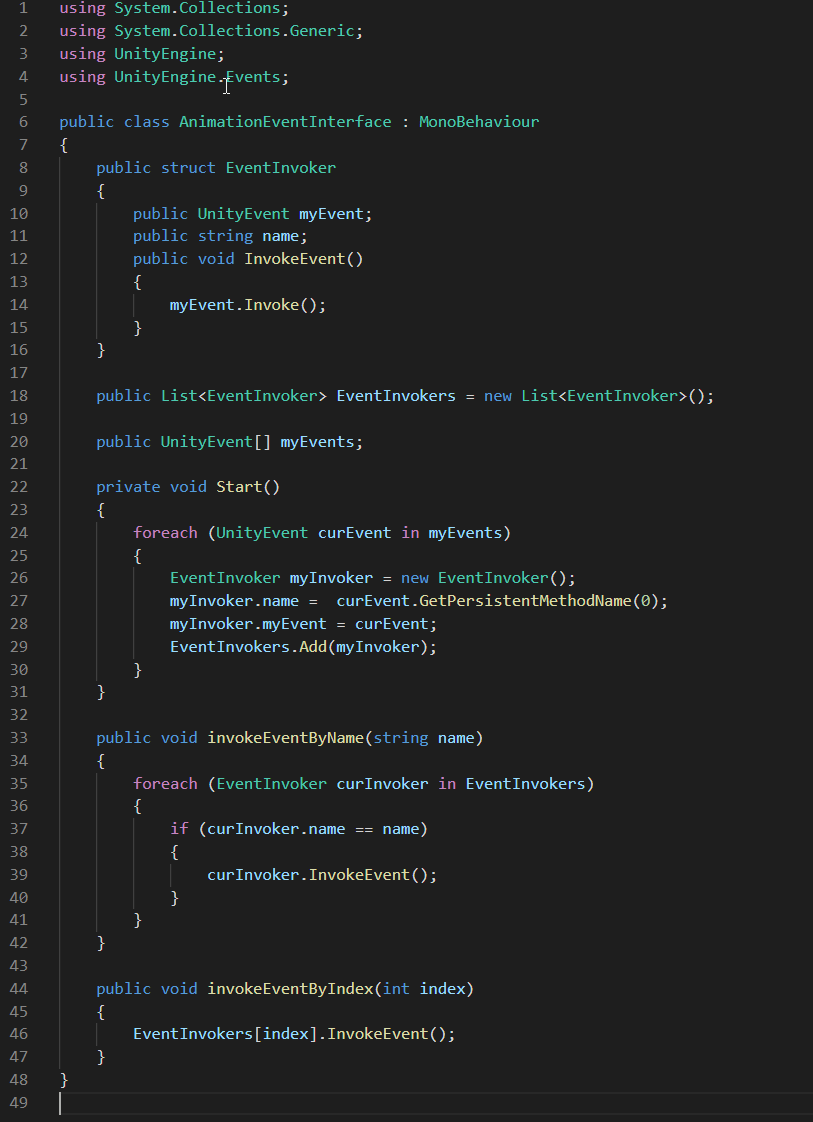 1 using System.Collections;
2 using System.Collections.Generic;
3 using UnityEngine;
4 using UnityEngine.Events;
5
6 public class AnimationEventInterface : MonoBehaviour
7 {
8     public struct EventInvoker
9     {
10         public UnityEvent myEvent;
11         public string name;
12         public void InvokeEvent()
13         {
14             myEvent.Invoke();
15         }
16     }
17
18     public List<EventInvoker> EventInvokers = new List<EventInvoker>();
19
20     public UnityEvent[] myEvents;
21
22     private void Start()
23     {
24         foreach (UnityEvent curEvent in myEvents)
25         {
26             EventInvoker myInvoker = new EventInvoker();
27             myInvoker.name =  curEvent.GetPersistentMethodName(0);
28             myInvoker.myEvent = curEvent;
29             EventInvokers.Add(myInvoker);
30         }
31     }
32
33     public void invokeEventByName(string name)
34     {
35         foreach (EventInvoker curInvoker in EventInvokers)
36         {
37             if (curInvoker.name == name)
38             {
39                 curInvoker.InvokeEvent();
40             }
41         }
42     }
43
44     public void invokeEventByIndex(int index)
45     {
46         EventInvokers[index].InvokeEvent();
47     }
48 }
49